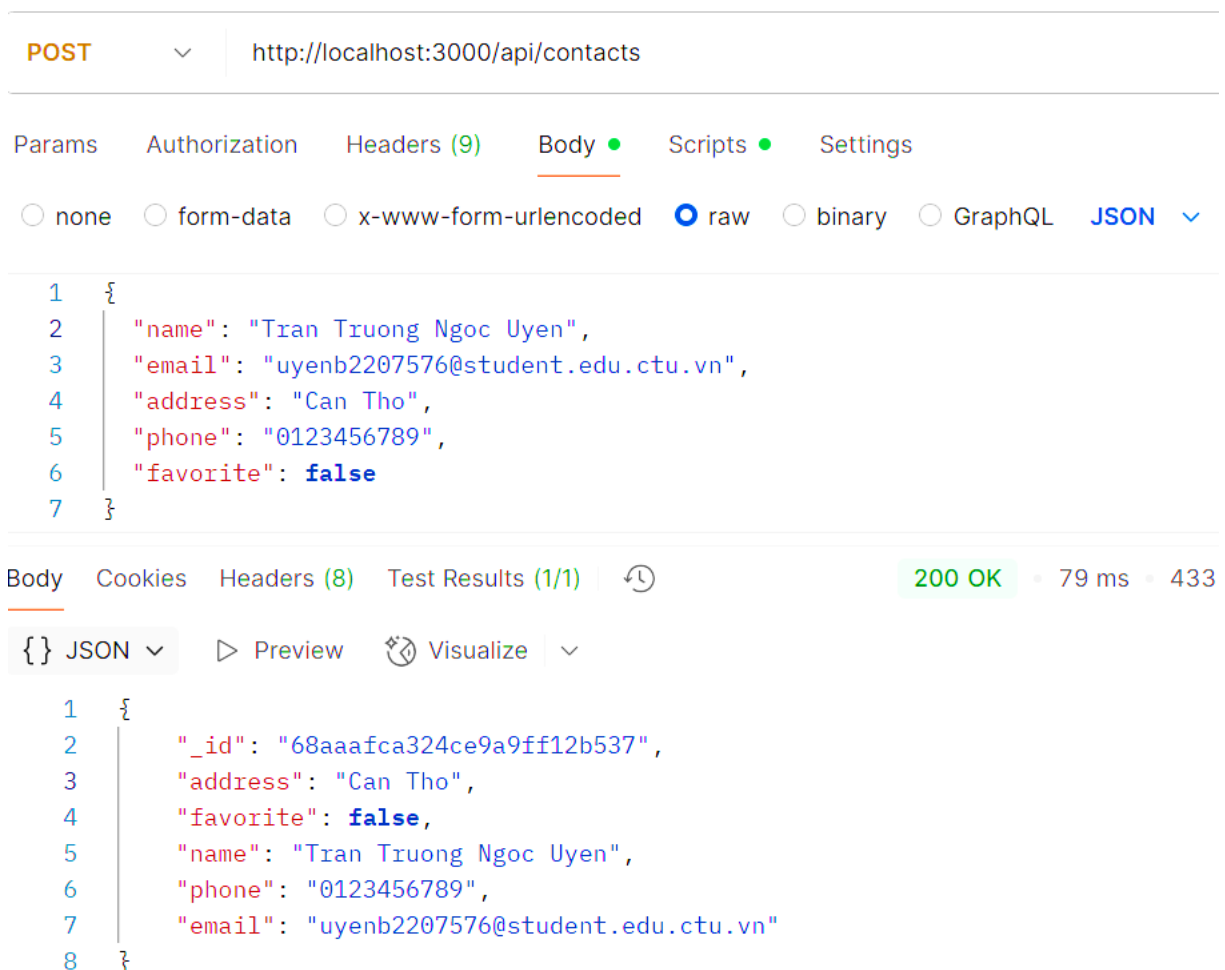 POST http://localhost:3000/api/contacts
Params Authorization Headers (9) Body Scripts Settings
none form-data x-www-form-urlencoded raw binary GraphQL JSON
1 {
2 "name": "Tran Truong Ngoc Uyen",
3 "email": "uyenb2207576@student.edu.ctu.vn",
4 "address": "Can Tho",
5 "phone": "0123456789",
6 "favorite": false
7 }
Body Cookies Headers (8) Test Results (1/1) 200 OK 79 ms 433
{} JSON Preview Visualize
1 {
2 "_id": "68aaafca324ce9a9ff12b537",
3 "address": "Can Tho",
4 "favorite": false,
5 "name": "Tran Truong Ngoc Uyen",
6 "phone": "0123456789",
7 "email": "uyenb2207576@student.edu.ctu.vn"
8 }